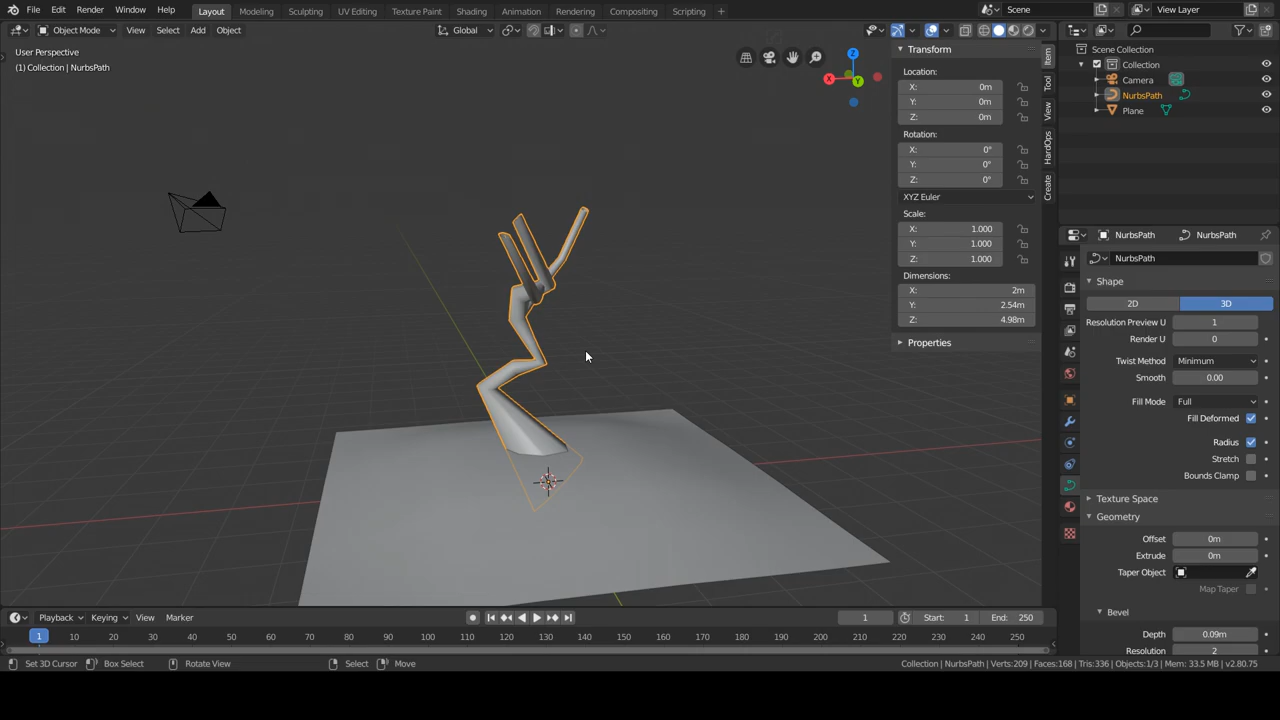 File Edit Render Window Help Layout Modeling Sculpting UV Editing Texture Paint Shading Animation Rendering Compositing Scripting + Scene View Layer
Object Mode View Select Add Object Global
User Perspective
(1) Collection | NurbsPath
Z
X
Y
Transform
Location:
X: 0m
Y: 0m
Z: 0m
Rotation:
X: 0°
Y: 0°
Z: 0°
XYZ Euler
Scale:
X: 1.000
Y: 1.000
Z: 1.000
Dimensions:
X: 2m
Y: 2.54m
Z: 4.98m
Properties
Item
Tool
View
HardOps
Create
Scene Collection
Collection
Camera
NurbsPath
Plane
NurbsPath NurbsPath
NurbsPath
Shape
2D 3D
Resolution Preview U 1
Render U 0
Twist Method Minimum
Smooth 0.00
Fill Mode Full
Fill Deformed
Radius
Stretch
Bounds Clamp
Texture Space
Geometry
Offset 0m
Extrude 0m
Taper Object
Map Taper
Bevel
Depth 0.09m
Resolution 2
Playback Keying View Marker 1 Start: 1 End: 250
1 10 20 30 40 50 60 70 80 90 100 110 120 130 140 150 160 170 180 190 200 210 220 230 240 250
Set 3D Cursor Box Select Rotate View Select Move Collection | NurbsPath | Verts:209 | Faces:168 | Tris:336 | Objects:1/3 | Mem: 33.5 MB | v2.80.75